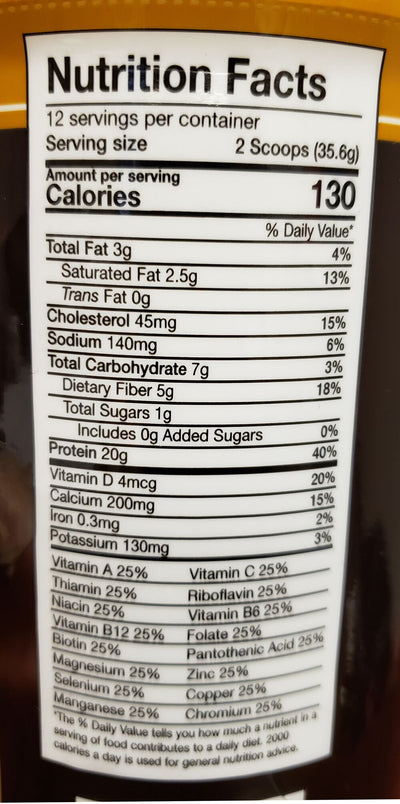 Nutrition Facts
12 servings per container
Serving size 2 Scoops (35.6g)
Amount per serving
Calories 130
% Daily Value*
Total Fat 3g 4%
Saturated Fat 2.5g 13%
Trans Fat 0g
Cholesterol 45mg 15%
Sodium 140mg 6%
Total Carbohydrate 7g 3%
Dietary Fiber 5g 18%
Total Sugars 1g
Includes 0g Added Sugars 0%
Protein 20g 40%
Vitamin D 4mcg 20%
Calcium 200mg 15%
Iron 0.3mg 2%
Potassium 130mg 3%
Vitamin A 25% Vitamin C 25%
Thiamin 25% Riboflavin 25%
Niacin 25% Vitamin B6 25%
Vitamin B12 25% Folate 25%
Biotin 25% Pantothenic Acid 25%
Magnesium 25% Zinc 25%
Selenium 25% Copper 25%
Manganese 25% Chromium 25%
*The % Daily Value tells you how much a nutrient in a
serving of food contributes to a daily diet. 2000
calories a day is used for general nutrition advice.